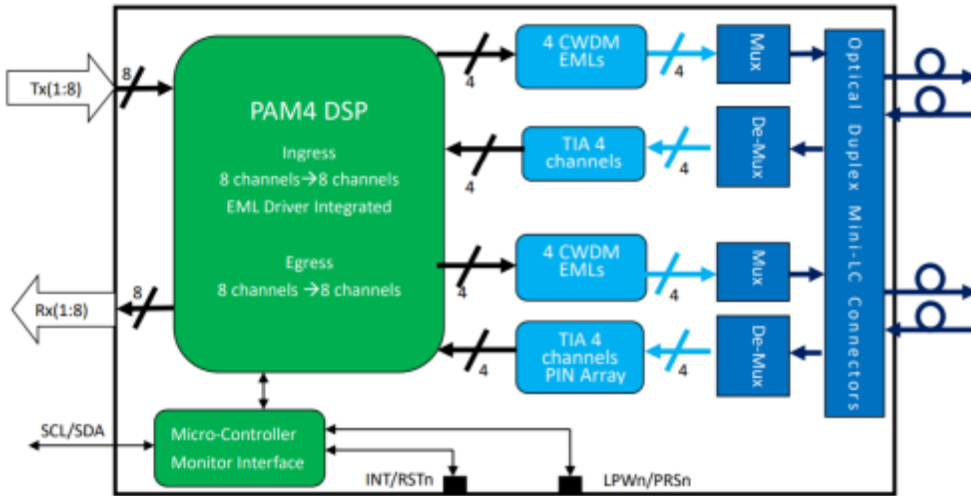 Tx(1:8)
8
PAM4 DSP
Ingress
8 channels→8 channels
EML Driver Integrated
Egress
8 channels →8 channels
Rx(1:8)
8
4
4 CWDM
EMLs
4
Mux
4
TIA 4
channels
4
De-Mux
4
4 CWDM
EMLs
4
Mux
4
TIA 4
channels
PIN Array
4
De-Mux
Optical Duplex Mini-LC Connectors
SCL/SDA
Micro-Controller
Monitor Interface
INT/RSTn
LPWn/PRSn